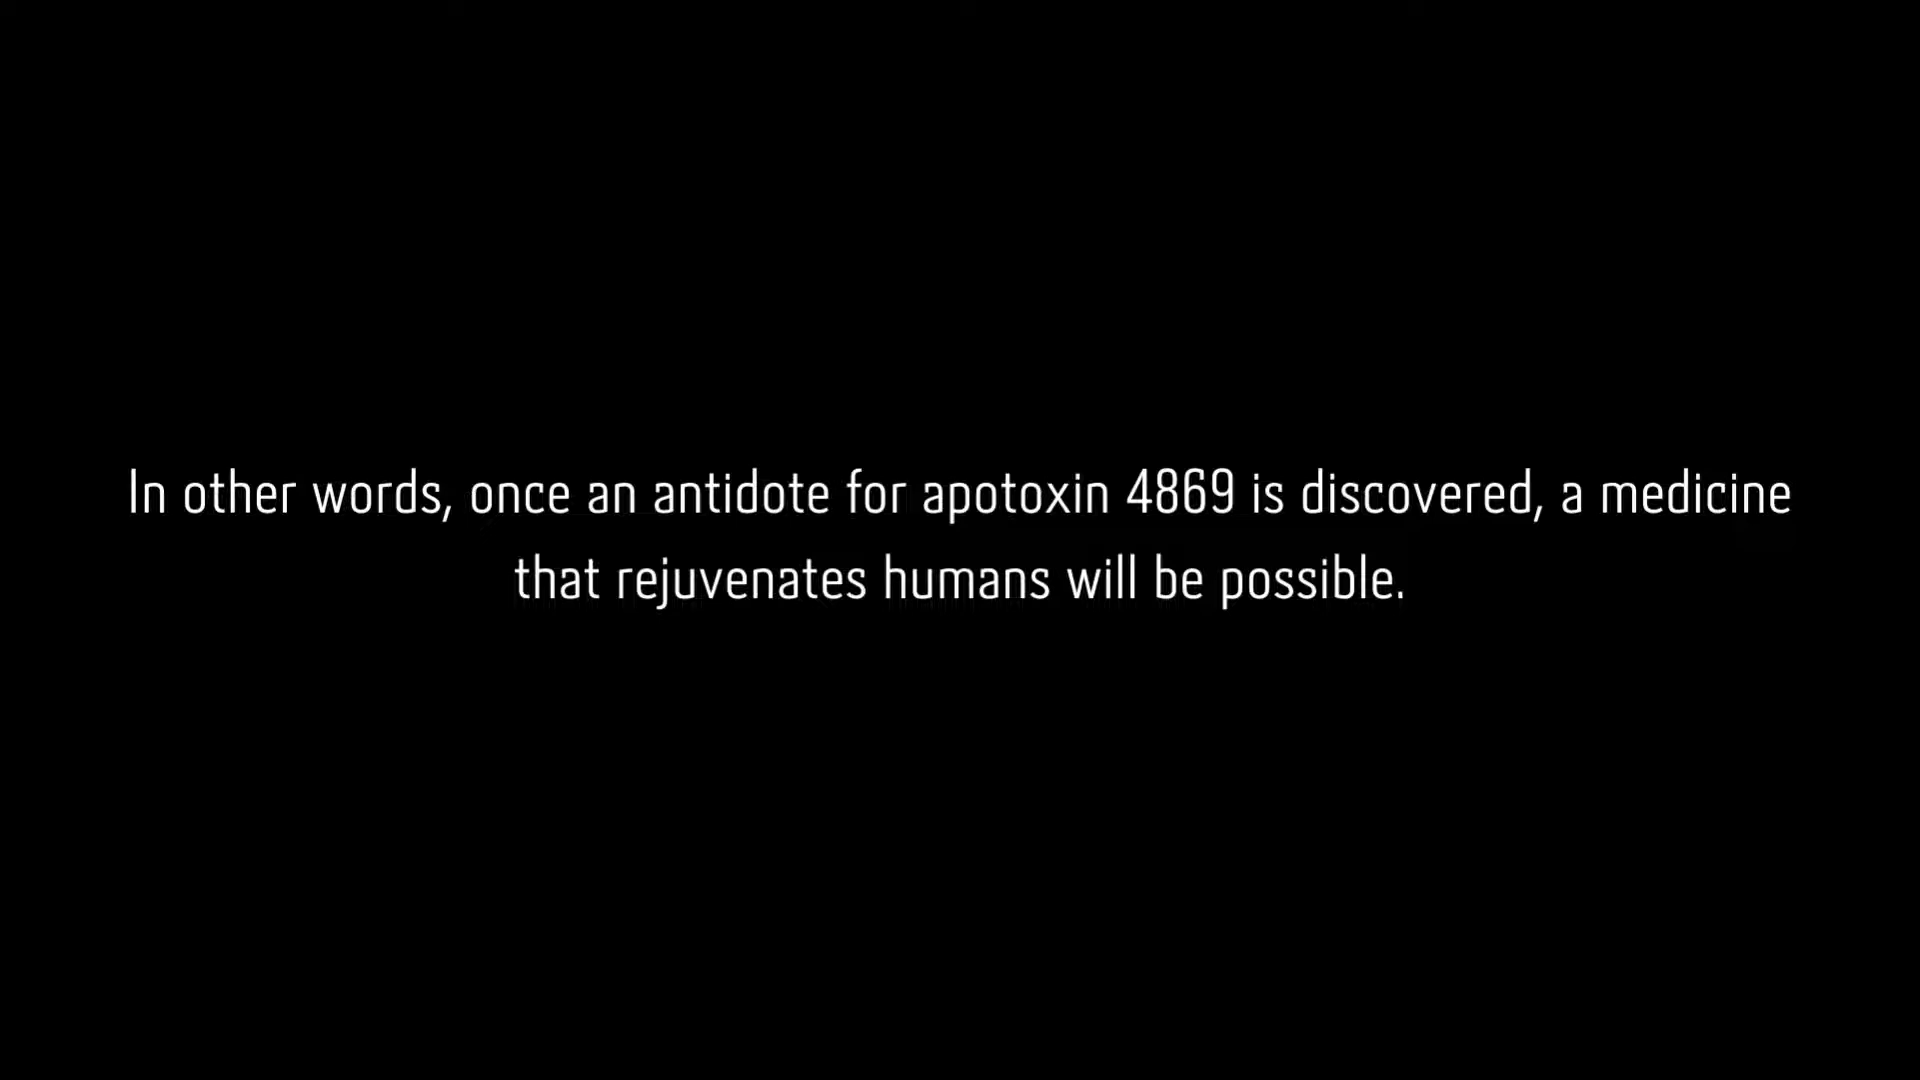 In other words, once an antidote for apotoxin 4869 is discovered, a medicine
that rejuvenates humans will be possible.